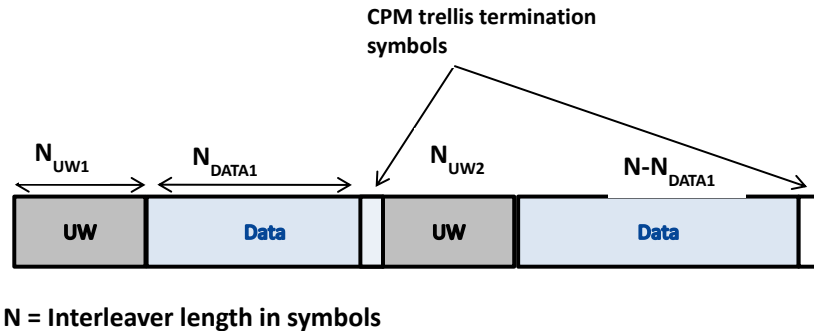 CPM trellis termination
symbols
N_UW1 N_DATA1 N_UW2 N-N_DATA1
UW Data UW Data
N = Interleaver length in symbols